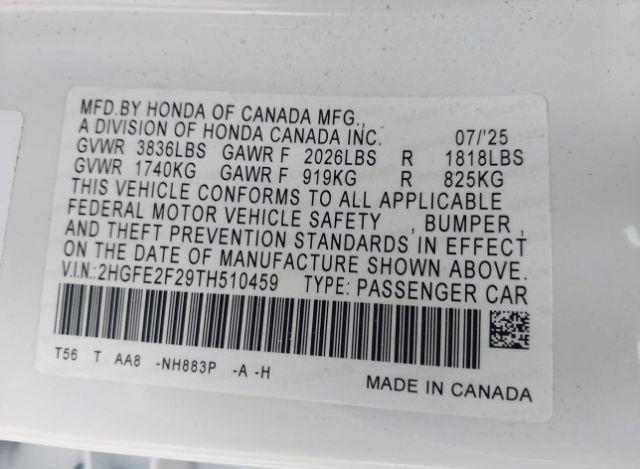 MFD.BY HONDA OF CANADA MFG.,
A DIVISION OF HONDA CANADA INC. 07/'25
GVWR 3836LBS GAWR F 2026LBS R 1818LBS
GVWR 1740KG GAWR F 919KG R 825KG
THIS VEHICLE CONFORMS TO ALL APPLICABLE
FEDERAL MOTOR VEHICLE SAFETY , BUMPER ,
AND THEFT PREVENTION STANDARDS IN EFFECT
ON THE DATE OF MANUFACTURE SHOWN ABOVE.
V.I.N.:2HGFE2F29TH510459 TYPE: PASSENGER CAR
T56 T AA8 -NH883P -A -H
MADE IN CANADA